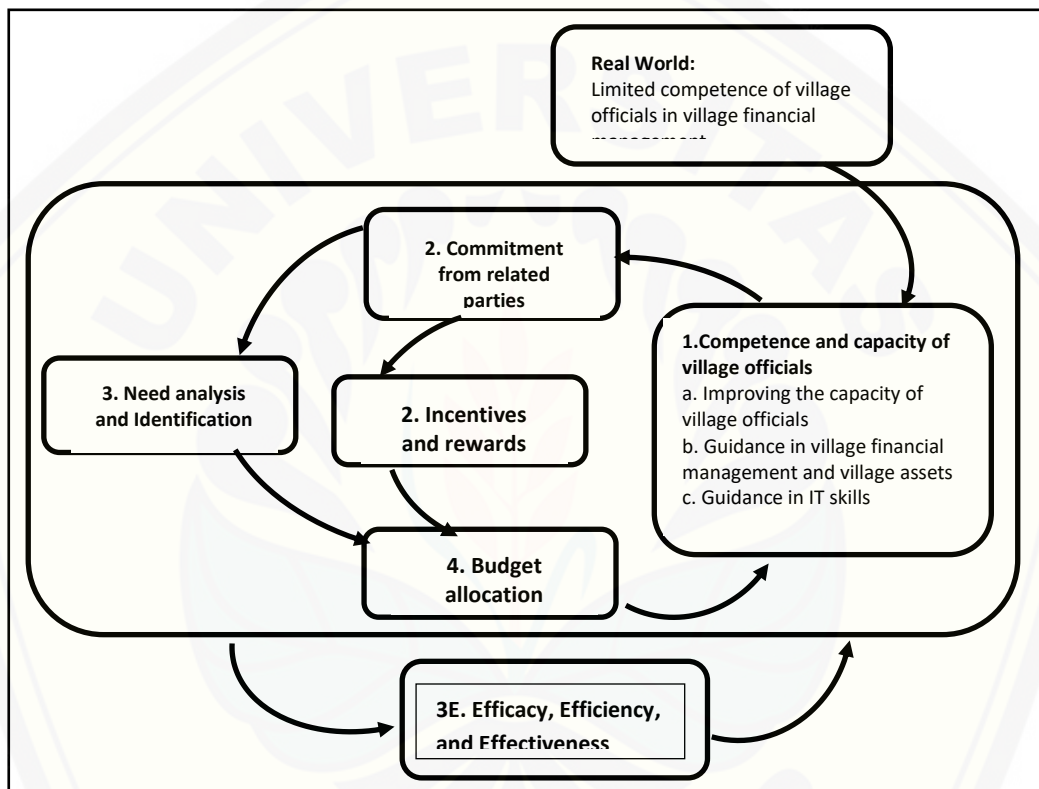 Real World:
Limited competence of village
officials in village financial
management
2. Commitment
from related
parties
1.Competence and capacity of
village officials
a. Improving the capacity of
village officials
b. Guidance in village financial
management and village assets
c. Guidance in IT skills
3. Need analysis
and Identification
2. Incentives
and rewards
4. Budget
allocation
3E. Efficacy, Efficiency,
and Effectiveness
UNIVERSITAS